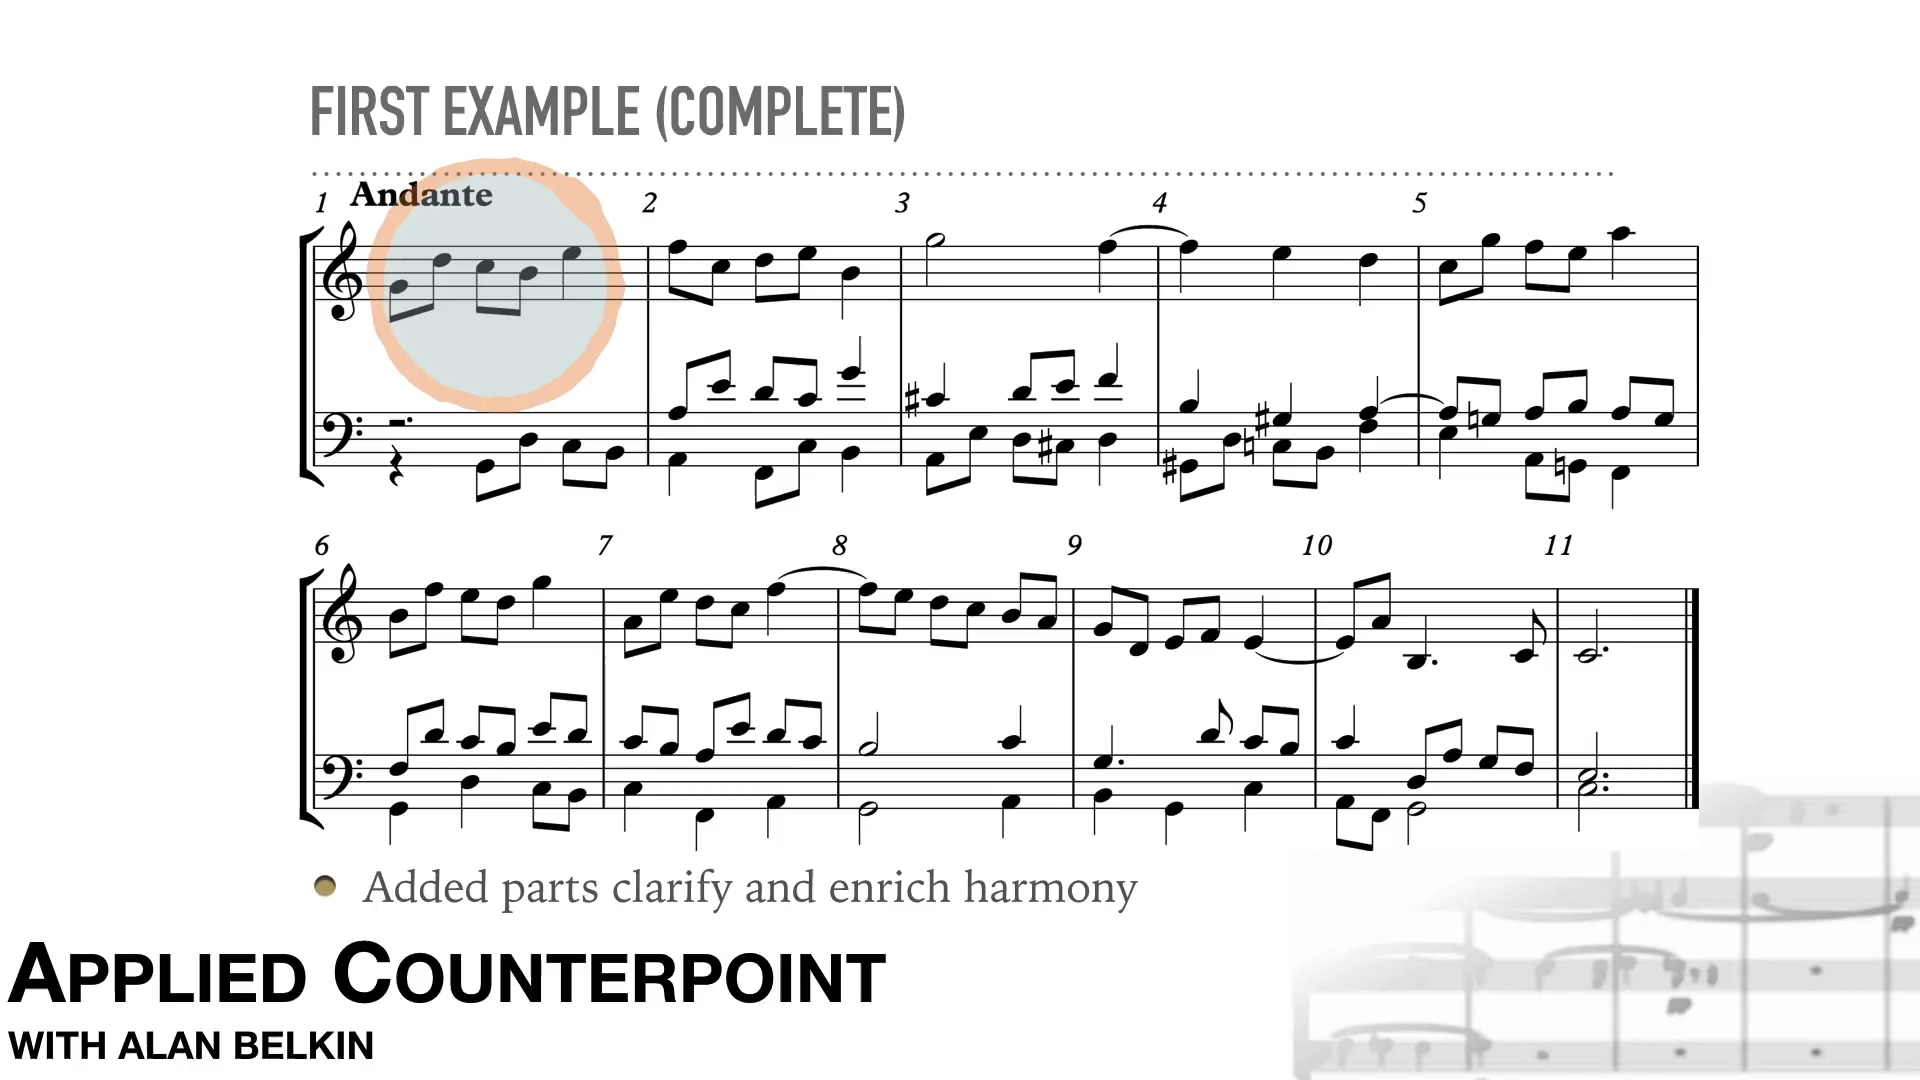 FIRST EXAMPLE (COMPLETE)
1 Andante 2 3 4 5
6 7 8 9 10 11
Added parts clarify and enrich harmony
APPLIED COUNTERPOINT
WITH ALAN BELKIN